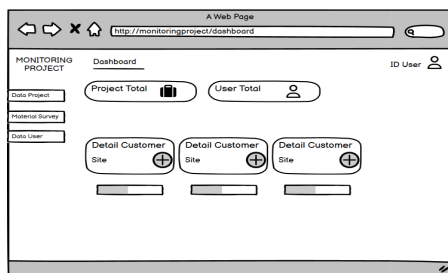 A Web Page
http://monitoringproject/dashboard
MONITORING
PROJECT
Dashboard
ID User
Data Project
Material Survey
Data User
Project Total
User Total
Detail Customer
Site
Detail Customer
Site
Detail Customer
Site